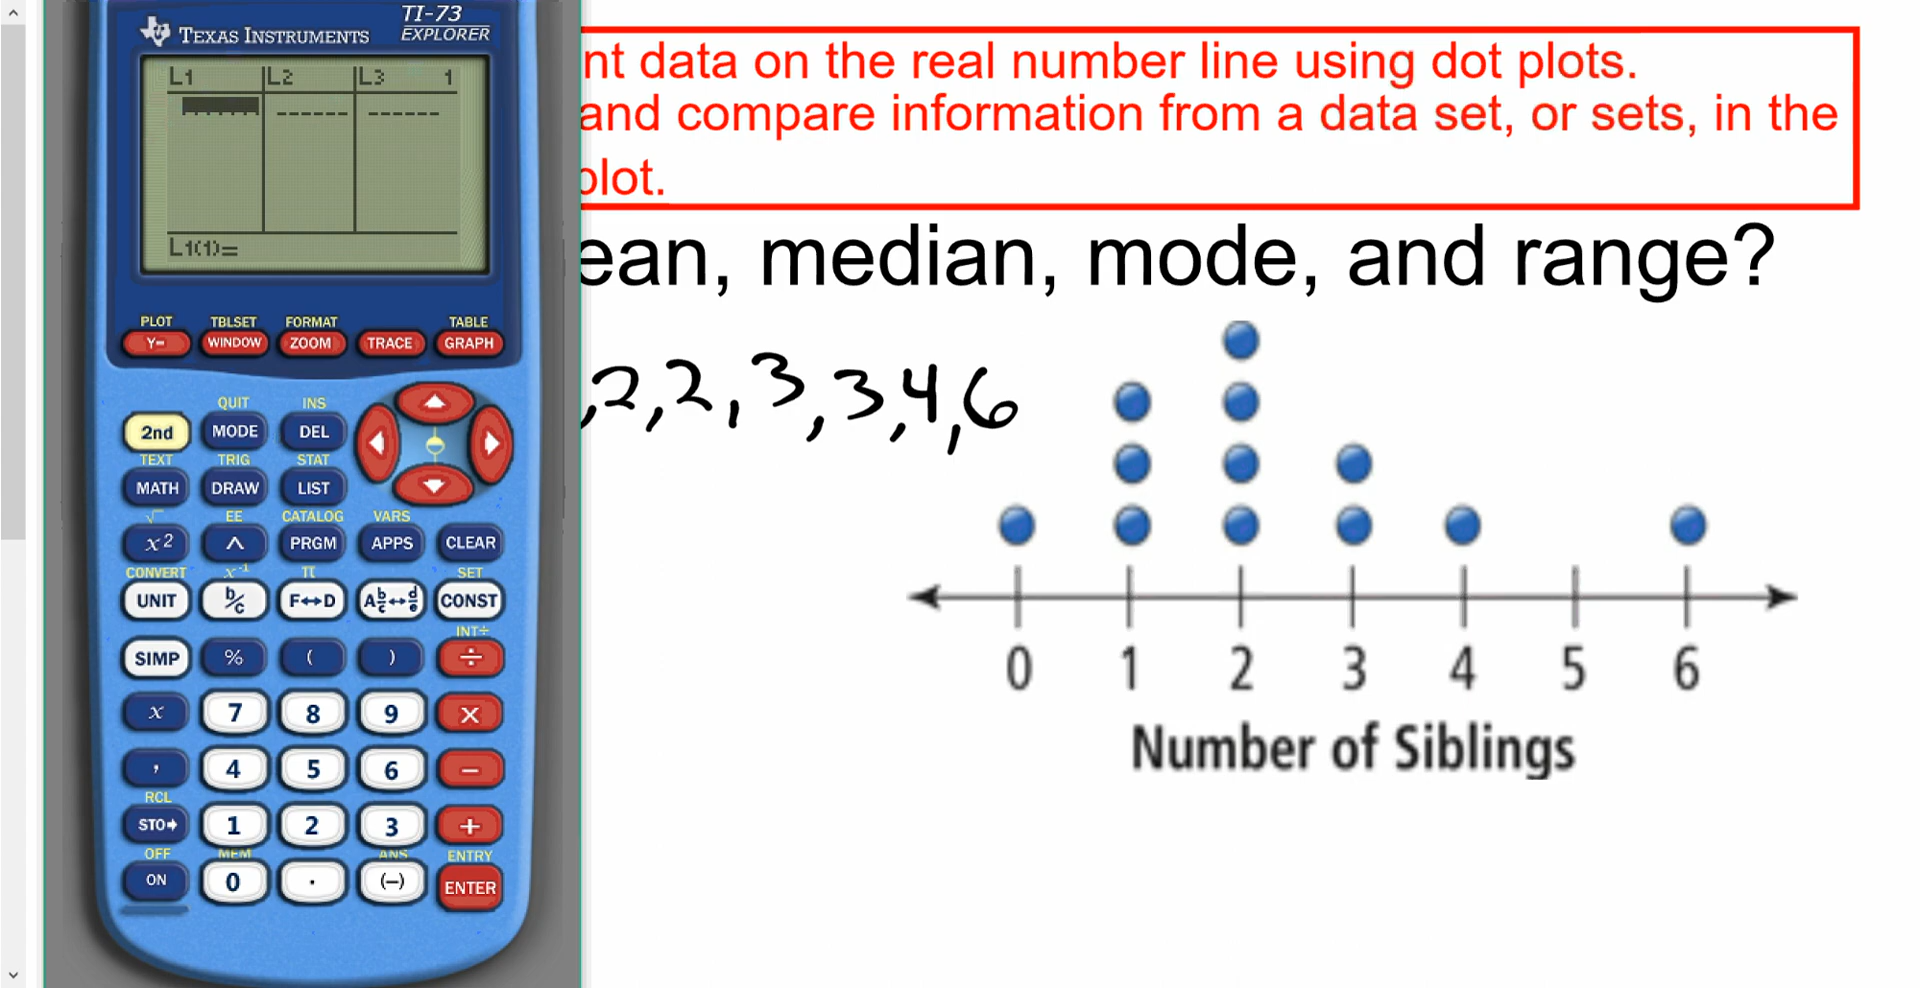 TI-73
EXPLORER
TEXAS INSTRUMENTS
L1 L2 L3 1
L1(1)=
PLOT TBLSET FORMAT TABLE
Y= WINDOW ZOOM TRACE GRAPH
QUIT INS
2nd MODE DEL
TEXT TRIG STAT
MATH DRAW LIST
√ EE CATALOG VARS
x² ^ PRGM APPS CLEAR
CONVERT x⁻¹ π SET
UNIT b/c F↔D A b/c↔d/e CONST
INT÷
SIMP % ( ) ÷
x 7 8 9 ×
, 4 5 6 −
RCL
STO→ 1 2 3 +
OFF MEM ANS ENTRY
ON 0 . (−) ENTER
nt data on the real number line using dot plots.
and compare information from a data set, or sets, in the
plot.
ean, median, mode, and range?
,2,2,3,3,4,6
0 1 2 3 4 5 6
Number of Siblings